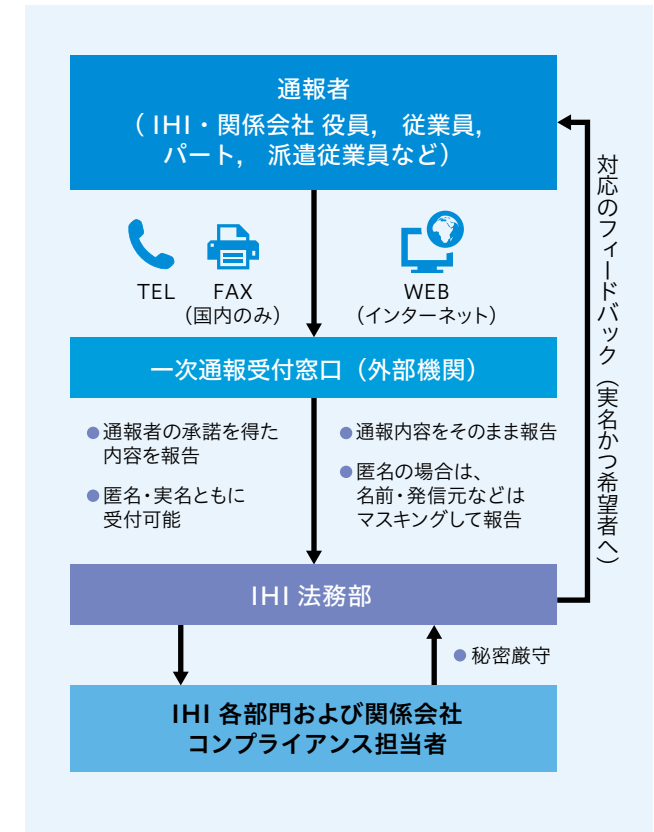 通報者
（ IHI・関係会社 役員， 従業員，
パート， 派遣従業員など）
対応のフィードバック（実名かつ希望者へ）
TEL
FAX
（国内のみ）
WEB
（インターネット）
一次通報受付窓口（外部機関）
●通報者の承諾を得た
内容を報告
●匿名・実名ともに
受付可能
●通報内容をそのまま報告
●匿名の場合は、
名前・発信元などは
マスキングして報告
IHI 法務部
●秘密厳守
IHI 各部門および関係会社
コンプライアンス担当者